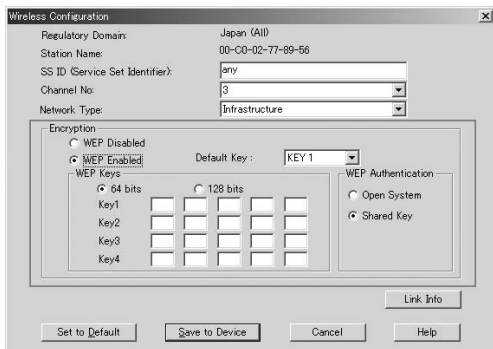 Wireless Configuration
Regulatory Domain: Japan (All)
Station Name: 00-C0-02-77-89-56
SS ID (Service Set Identifier): any
Channel No: 3
Network Type: Infrastructure
Encryption
WEP Disabled
WEP Enabled Default Key : KEY 1
WEP Keys WEP Authentication
64 bits 128 bits Open System
Key1
Key2 Shared Key
Key3
Key4
Link Info
Set to Default Save to Device Cancel Help